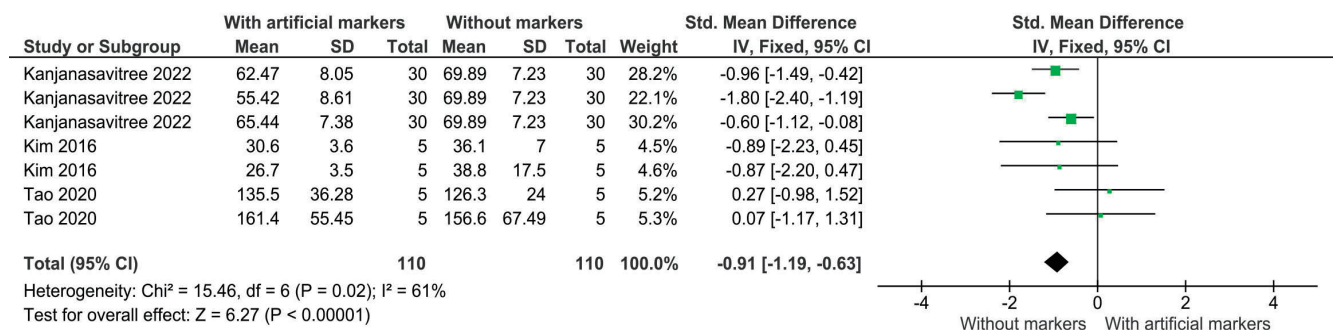 With artificial markers Without markers Std. Mean Difference Std. Mean Difference
Study or Subgroup Mean SD Total Mean SD Total Weight IV, Fixed, 95% CI IV, Fixed, 95% CI
Kanjanasavitree 2022 62.47 8.05 30 69.89 7.23 30 28.2% -0.96 [-1.49, -0.42]
Kanjanasavitree 2022 55.42 8.61 30 69.89 7.23 30 22.1% -1.80 [-2.40, -1.19]
Kanjanasavitree 2022 65.44 7.38 30 69.89 7.23 30 30.2% -0.60 [-1.12, -0.08]
Kim 2016 30.6 3.6 5 36.1 7 5 4.5% -0.89 [-2.23, 0.45]
Kim 2016 26.7 3.5 5 38.8 17.5 5 4.6% -0.87 [-2.20, 0.47]
Tao 2020 135.5 36.28 5 126.3 24 5 5.2% 0.27 [-0.98, 1.52]
Tao 2020 161.4 55.45 5 156.6 67.49 5 5.3% 0.07 [-1.17, 1.31]
Total (95% CI) 110 110 100.0% -0.91 [-1.19, -0.63]
Heterogeneity: Chi² = 15.46, df = 6 (P = 0.02); I² = 61%
Test for overall effect: Z = 6.27 (P < 0.00001)
-4 -2 0 2 4
Without markers With artificial markers